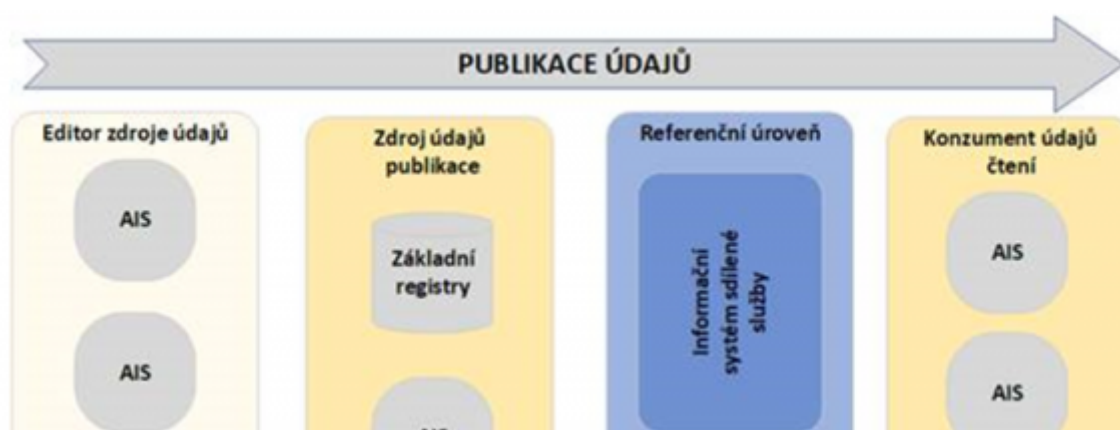 PUBLIKACE ÚDAJŮ
Editor zdroje údajů
AIS
AIS
Zdroj údajů
publikace
Základní
registry
Referenční úroveň
Informační
systém sdílené
služby
Konzument údajů
čtení
AIS
AIS